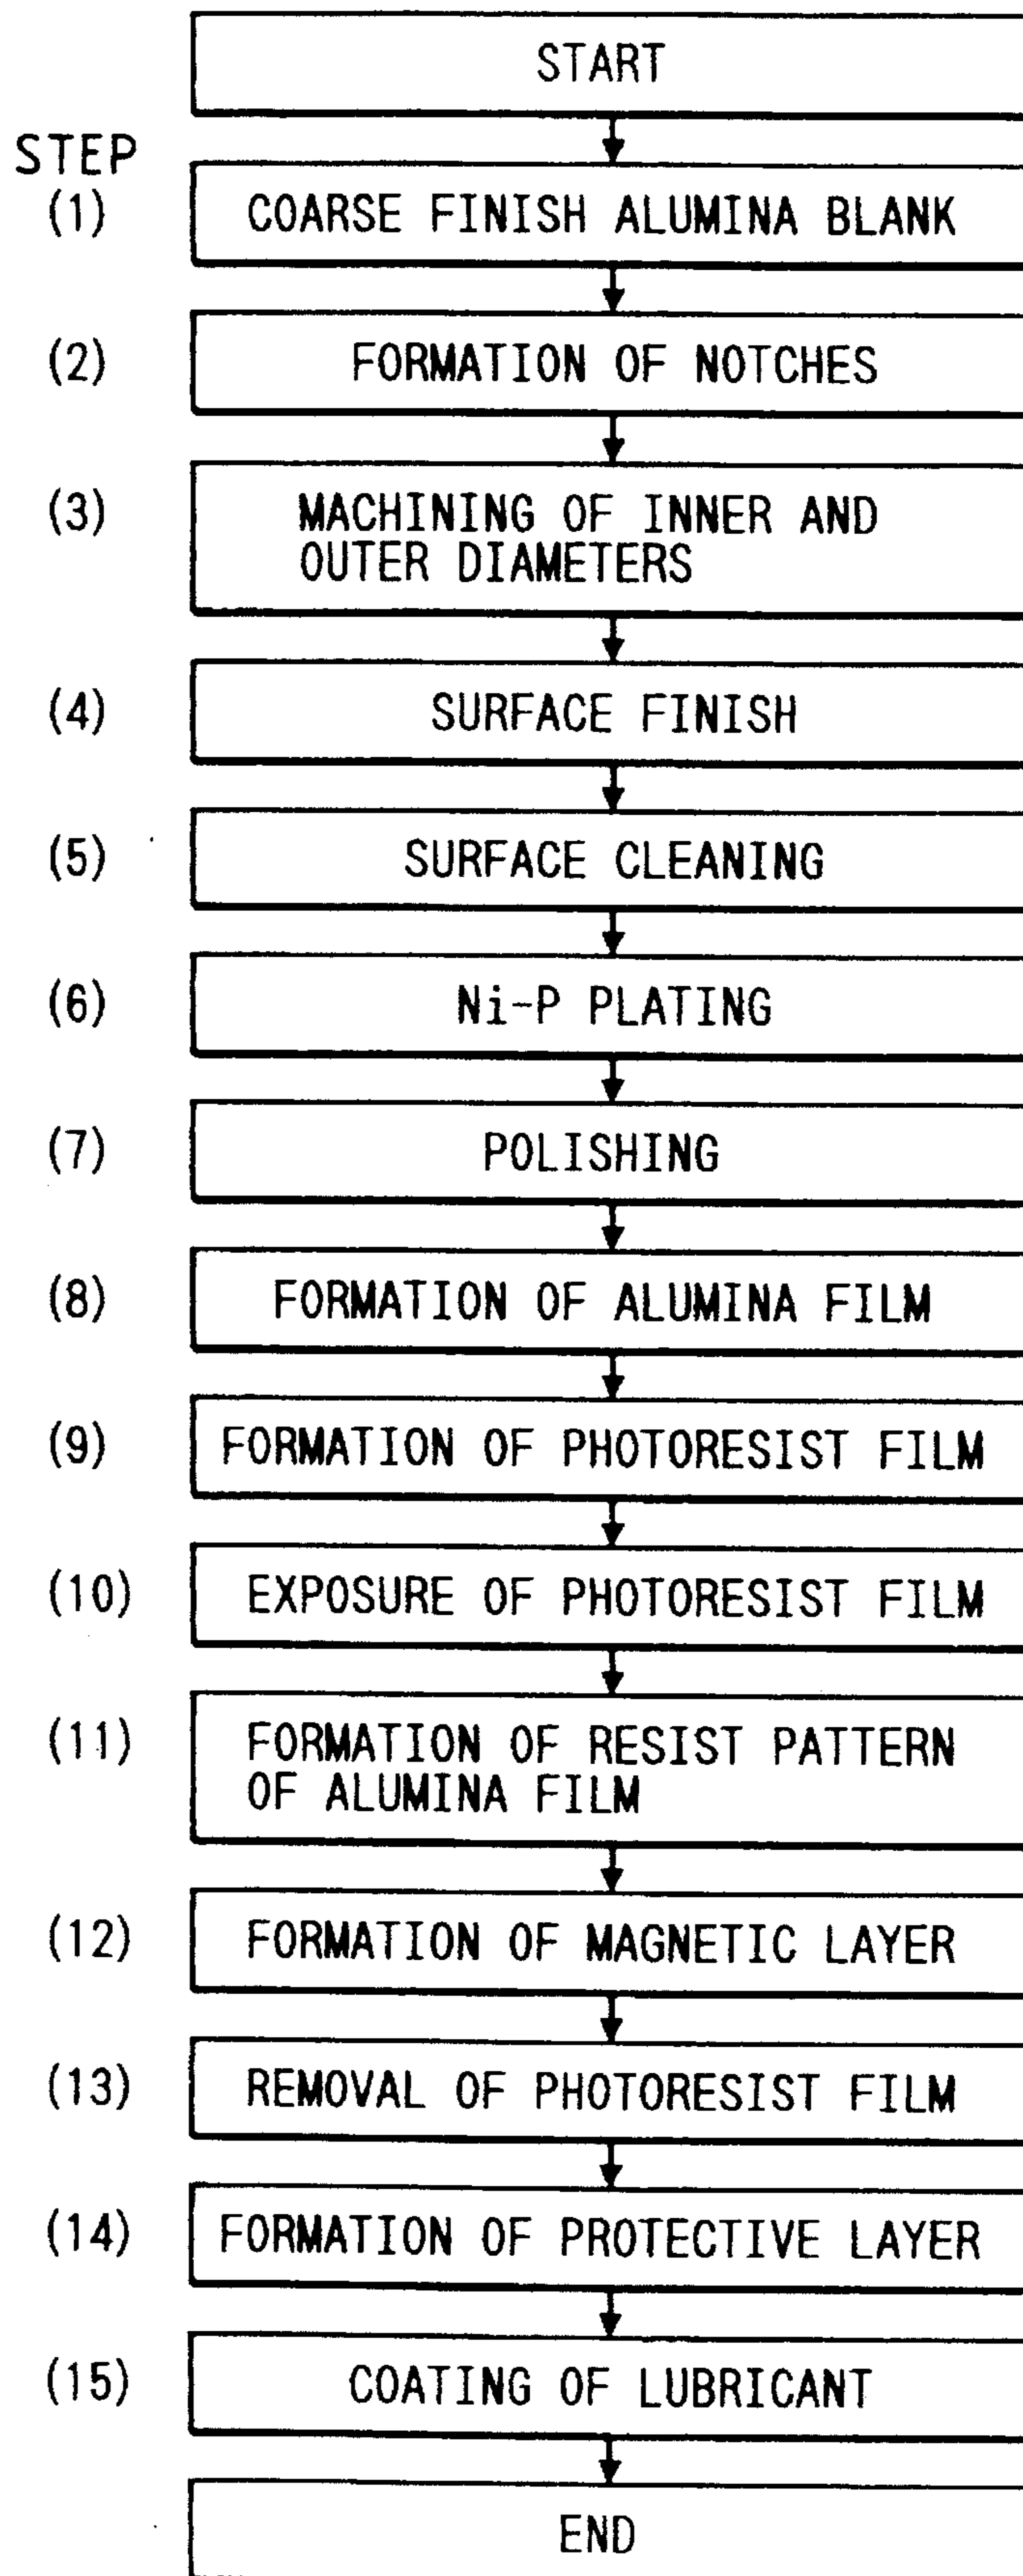 START
STEP
(1) COARSE FINISH ALUMINA BLANK
(2) FORMATION OF NOTCHES
(3) MACHINING OF INNER AND
OUTER DIAMETERS
(4) SURFACE FINISH
(5) SURFACE CLEANING
(6) Ni-P PLATING
(7) POLISHING
(8) FORMATION OF ALUMINA FILM
(9) FORMATION OF PHOTORESIST FILM
(10) EXPOSURE OF PHOTORESIST FILM
(11) FORMATION OF RESIST PATTERN
OF ALUMINA FILM
(12) FORMATION OF MAGNETIC LAYER
(13) REMOVAL OF PHOTORESIST FILM
(14) FORMATION OF PROTECTIVE LAYER
(15) COATING OF LUBRICANT
END